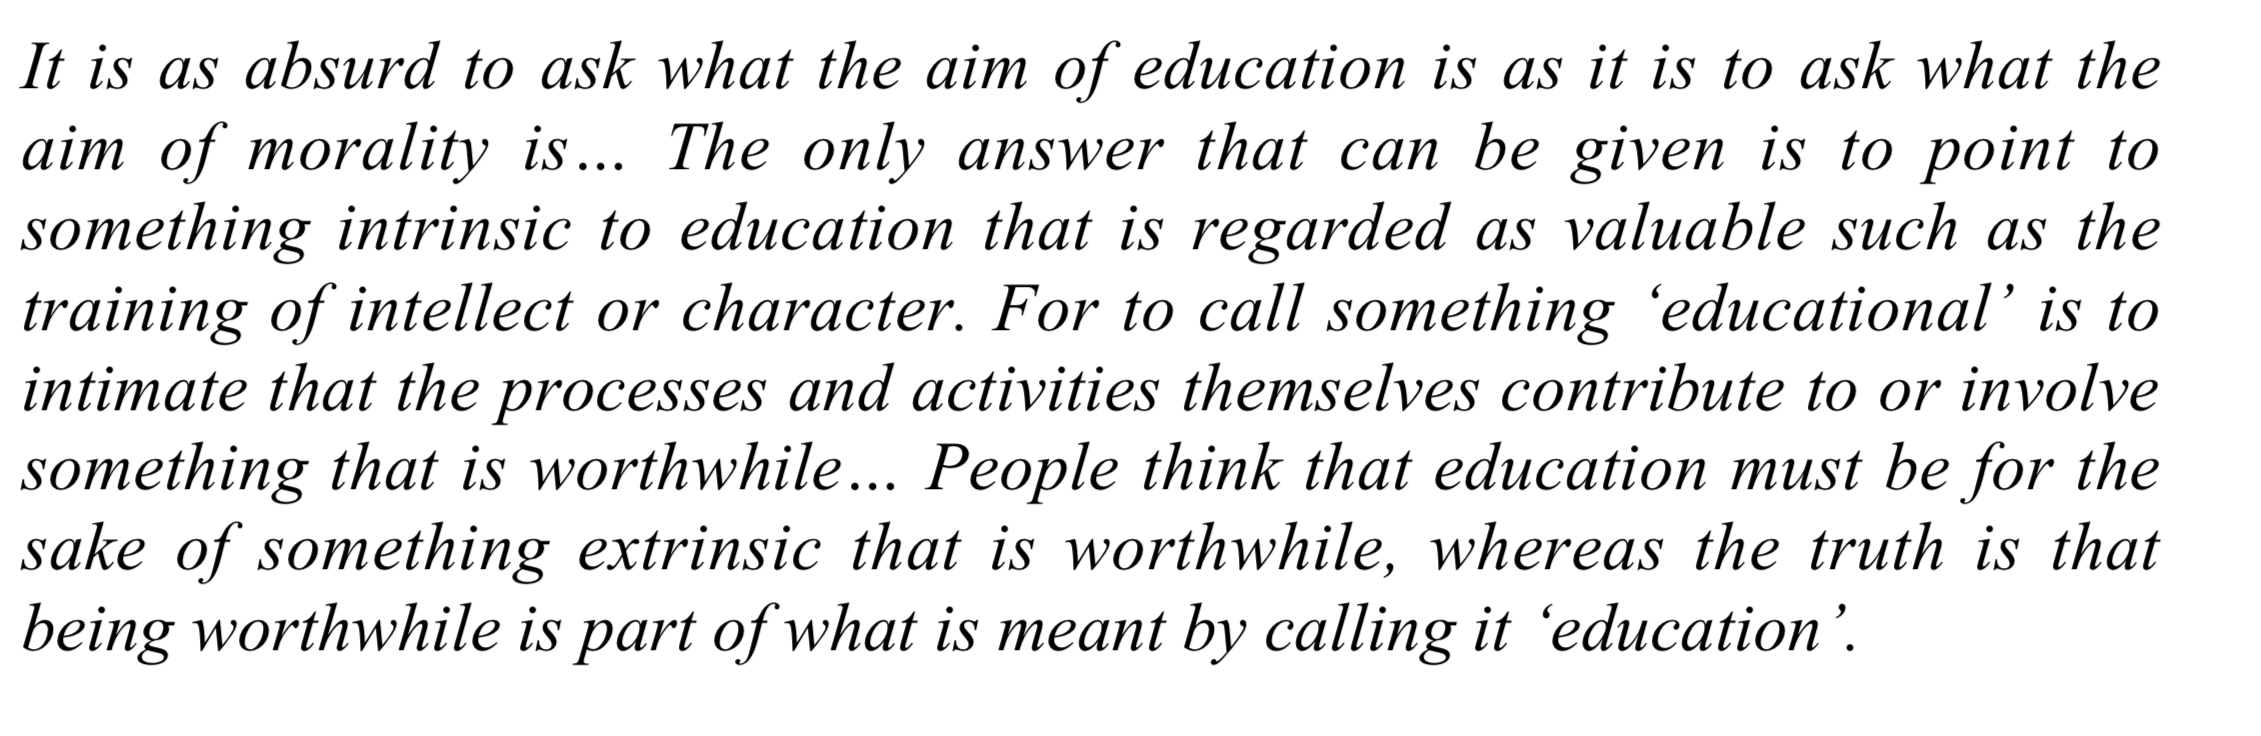 It is as absurd to ask what the aim of education is as it is to ask what the
aim of morality is... The only answer that can be given is to point to
something intrinsic to education that is regarded as valuable such as the
training of intellect or character. For to call something ‘educational’ is to
intimate that the processes and activities themselves contribute to or involve
something that is worthwhile... People think that education must be for the
sake of something extrinsic that is worthwhile, whereas the truth is that
being worthwhile is part of what is meant by calling it ‘education’.